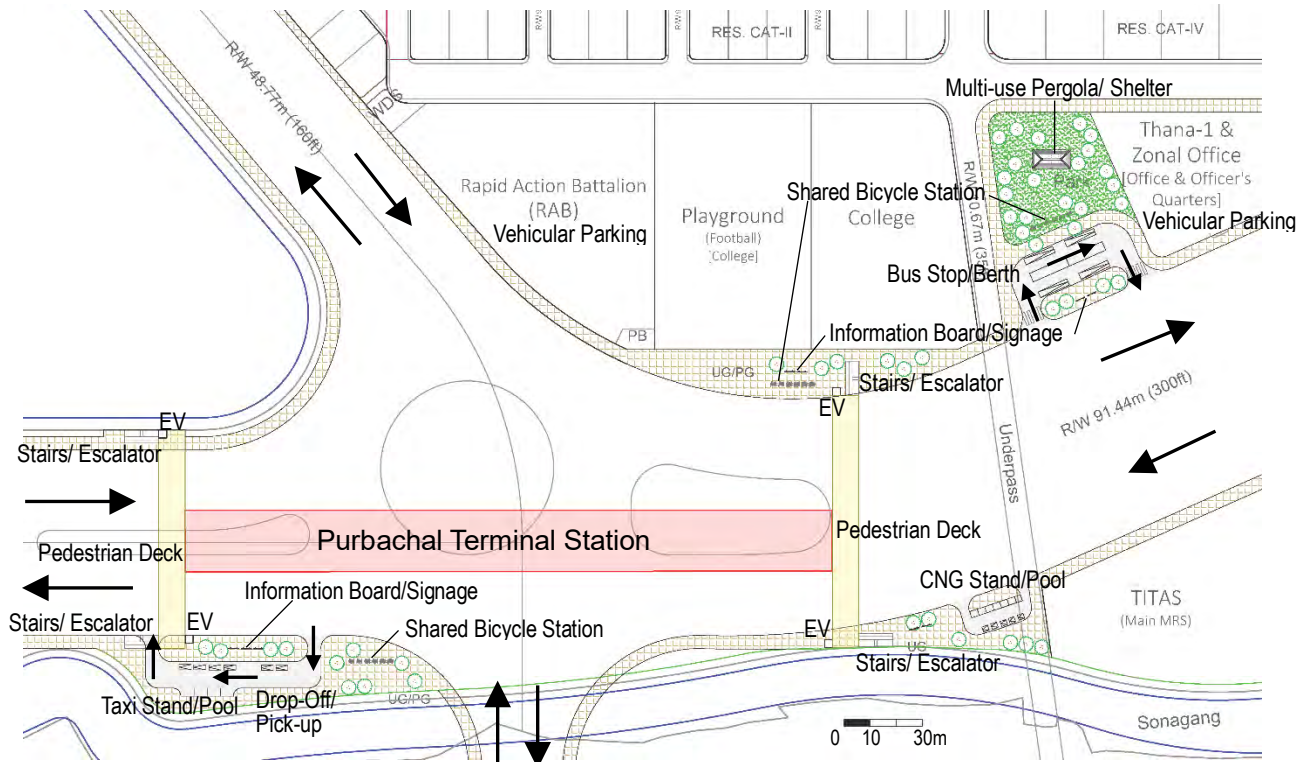 RES. CAT-II
RES. CAT-IV
R/W 48.77m (160ft)
WDS
Multi-use Pergola/ Shelter
Thana-1 &
Zonal Office
[Office & Officer's
Quarters]
Vehicular Parking
Park
Rapid Action Battalion
(RAB)
Vehicular Parking
Playground
(Football)
[College]
Shared Bicycle Station
College
Bus Stop/Berth
Information Board/Signage
PB
UG/PG
Stairs/ Escalator
EV
R/W 91.44m (300ft)
EV
Stairs/ Escalator
Underpass
Purbachal Terminal Station
Pedestrian Deck
Pedestrian Deck
CNG Stand/Pool
TITAS
(Main MRS)
Information Board/Signage
Stairs/ Escalator
EV
Shared Bicycle Station
EV
UG
Stairs/ Escalator
Taxi Stand/Pool
Drop-Off/
Pick-up
UG/PG
0 10 30m
Sonagang